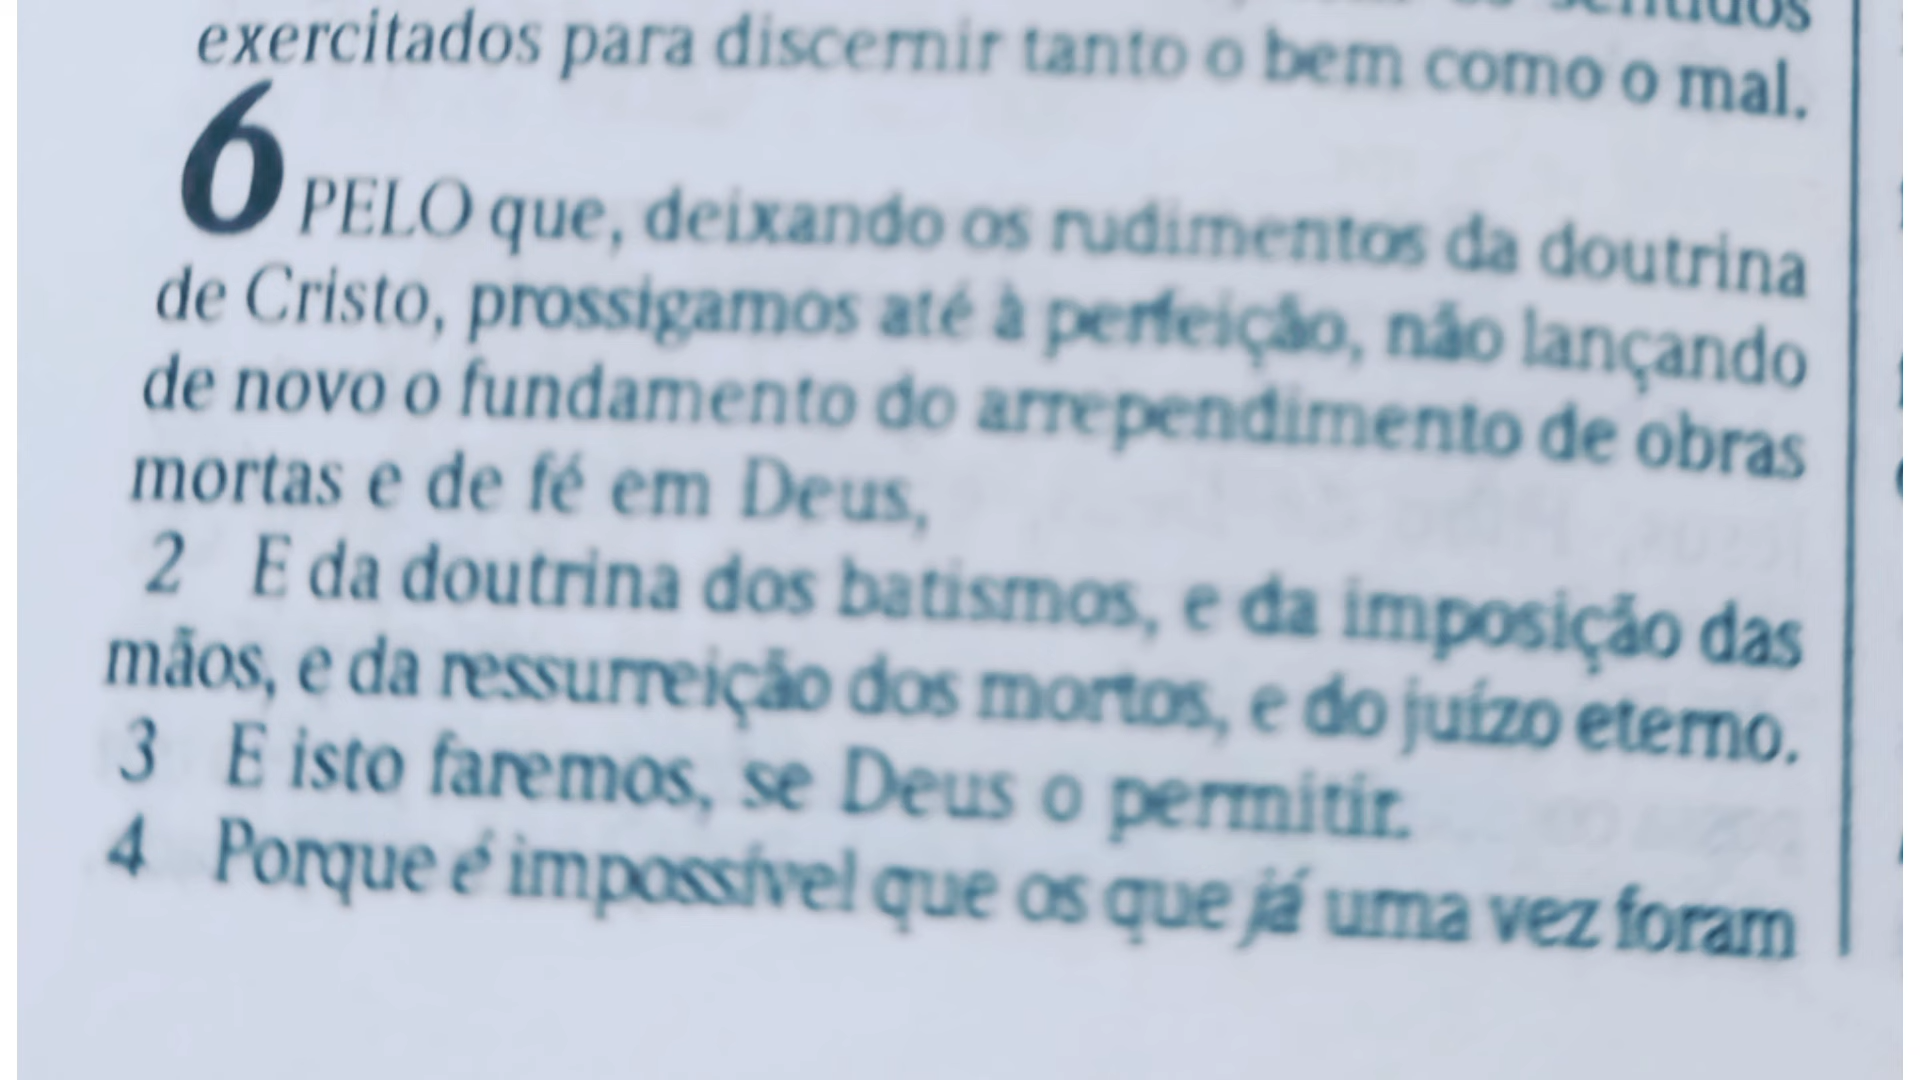 sentidos
exercitados para discernir tanto o bem como o mal.
6 PELO que, deixando os rudimentos da doutrina
de Cristo, prossigamos até à perfeição, não lançando
de novo o fundamento do arrependimento de obras
mortas e de fé em Deus,
2 E da doutrina dos batismos, e da imposição das
mãos, e da ressurreição dos mortos, e do juízo eterno.
3 E isto faremos, se Deus o permitir.
4 Porque é impossível que os que já uma vez foram